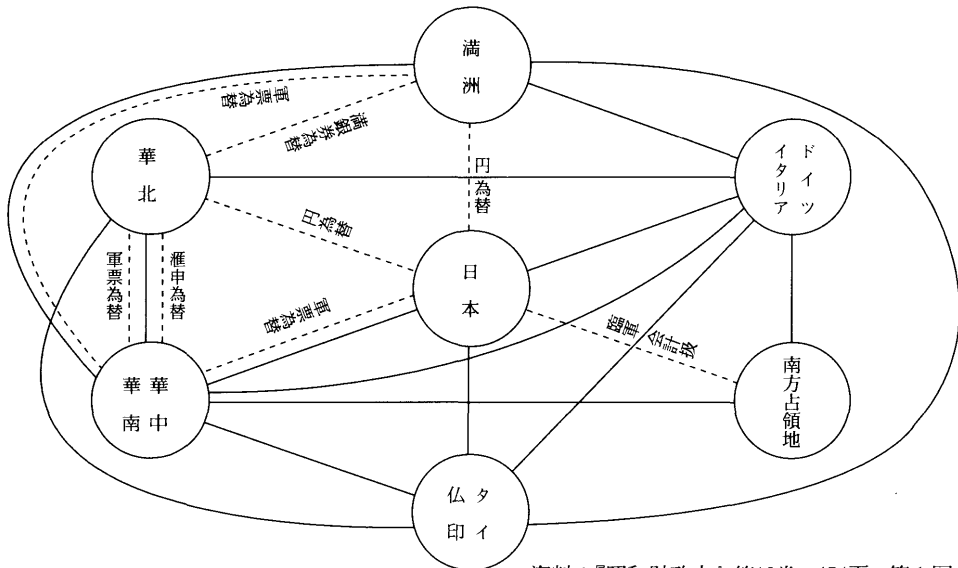 満洲
軍票為替
満銀券為替
華北
ドイツ
イタリア
円為替
円為替
日本
軍票為替
滙申為替
軍票為替
臨軍会計扱
華中
華南
南方占領地
タイ
仏印